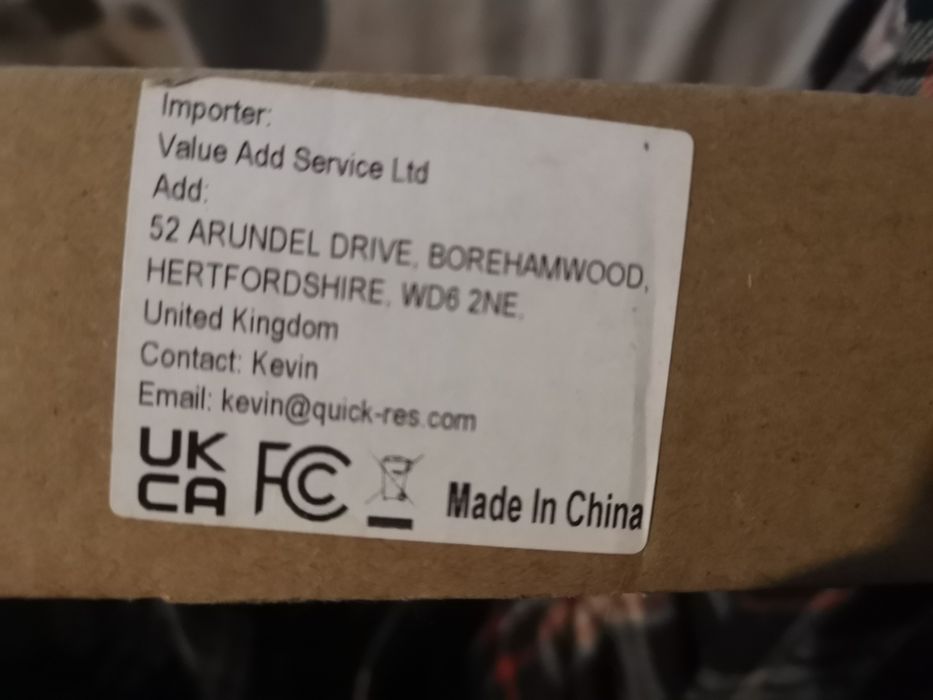 Importer:
Value Add Service Ltd
Add:
52 ARUNDEL DRIVE, BOREHAMWOOD,
HERTFORDSHIRE, WD6 2NE,
United Kingdom
Contact: Kevin
Email: kevin@quick-res.com
UK
CA
FC
Made In China